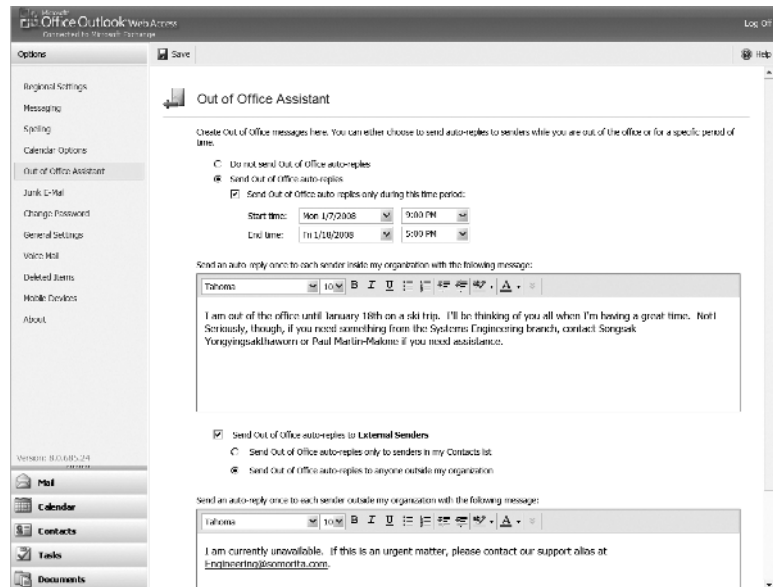 Microsoft
Office Outlook Web Access
Connected to Microsoft Exchange
Log Off
Options
Save
Help
Regional Settings
Messaging
Spelling
Calendar Options
Out of Office Assistant
Junk E-Mail
Change Password
General Settings
Voice Mail
Deleted Items
Mobile Devices
About
Version: 8.0.685.24
Mail
Calendar
Contacts
Tasks
Documents
Out of Office Assistant
Create Out of Office messages here. You can either choose to send auto-replies to senders while you are out of the office or for a specific period of
time.
Do not send Out of Office auto-replies
Send Out of Office auto-replies
Send Out of Office auto-replies only during this time period:
Start time: Mon 1/7/2008 9:00 PM
End time: Fri 1/18/2008 5:00 PM
Send an auto-reply once to each sender inside my organization with the following message:
Tahoma 10 B I U A
I am out of the office until January 18th on a ski trip. I'll be thinking of you all when I'm having a great time. Not!
Seriously, though, if you need something from the Systems Engineering branch, contact Songsak
Yongyingsakthaworn or Paul Martin-Malone if you need assistance.
Send Out of Office auto-replies to External Senders
Send Out of Office auto-replies only to senders in my Contacts list
Send Out of Office auto-replies to anyone outside my organization
Send an auto-reply once to each sender outside my organization with the following message:
Tahoma 10 B I U A
I am currently unavailable. If this is an urgent matter, please contact our support alias at
Engineering@somorita.com.